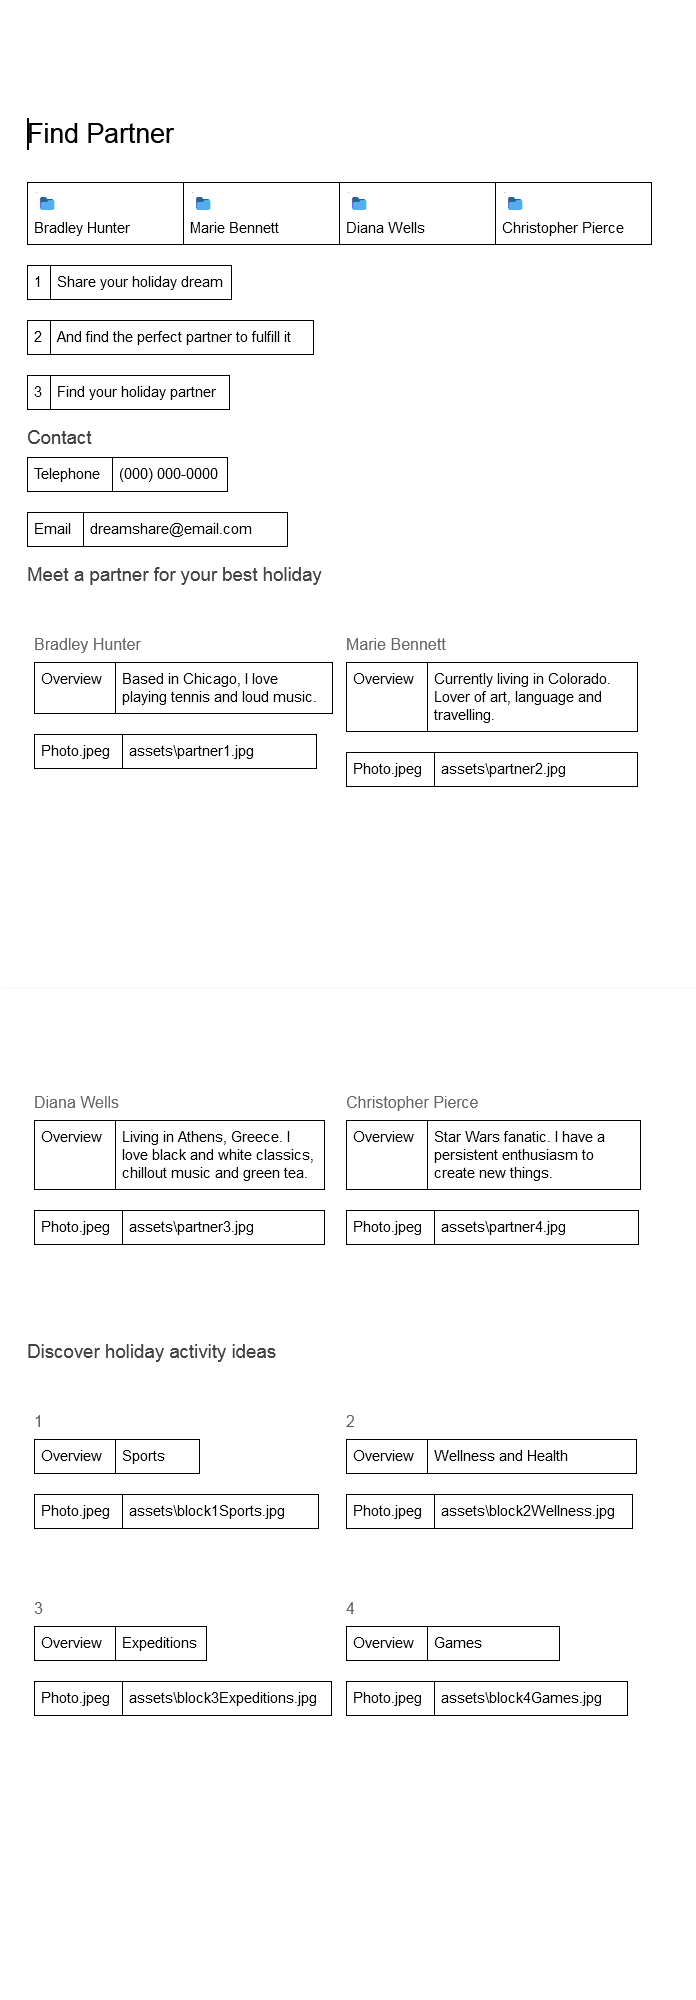 Find Partner
Bradley Hunter Marie Bennett Diana Wells Christopher Pierce
1 Share your holiday dream
2 And find the perfect partner to fulfill it
3 Find your holiday partner
Contact
Telephone (000) 000-0000
Email dreamshare@email.com
Meet a partner for your best holiday
Bradley Hunter
Overview Based in Chicago, I love
playing tennis and loud music.
Photo.jpeg assets\partner1.jpg
Marie Bennett
Overview Currently living in Colorado.
Lover of art, language and
travelling.
Photo.jpeg assets\partner2.jpg
Diana Wells
Overview Living in Athens, Greece. I
love black and white classics,
chillout music and green tea.
Photo.jpeg assets\partner3.jpg
Christopher Pierce
Overview Star Wars fanatic. I have a
persistent enthusiasm to
create new things.
Photo.jpeg assets\partner4.jpg
Discover holiday activity ideas
1
Overview Sports
Photo.jpeg assets\block1Sports.jpg
2
Overview Wellness and Health
Photo.jpeg assets\block2Wellness.jpg
3
Overview Expeditions
Photo.jpeg assets\block3Expeditions.jpg
4
Overview Games
Photo.jpeg assets\block4Games.jpg